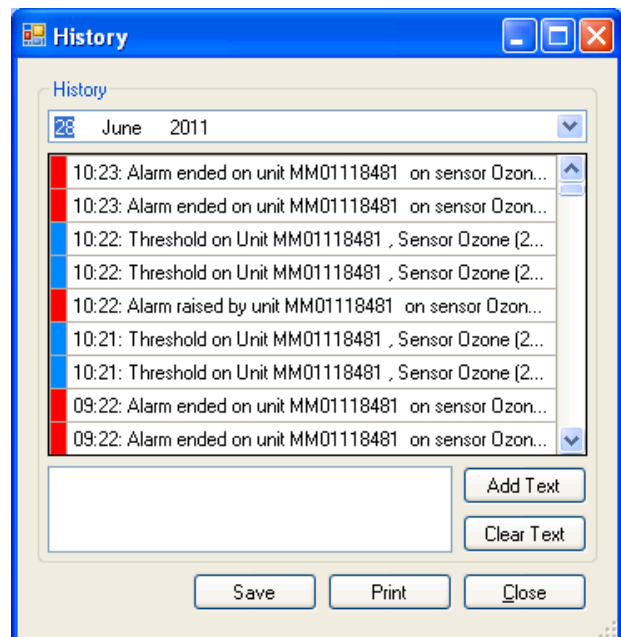 History
History
28 June 2011
10:23: Alarm ended on unit MM01118481 on sensor Ozon...
10:23: Alarm ended on unit MM01118481 on sensor Ozon...
10:22: Threshold on Unit MM01118481 , Sensor Ozone (2...
10:22: Threshold on Unit MM01118481 , Sensor Ozone (2...
10:22: Alarm raised by unit MM01118481 on sensor Ozon...
10:21: Threshold on Unit MM01118481 , Sensor Ozone (2...
10:21: Threshold on Unit MM01118481 , Sensor Ozone (2...
09:22: Alarm ended on unit MM01118481 on sensor Ozon...
09:22: Alarm ended on unit MM01118481 on sensor Ozon...
Add Text
Clear Text
Save Print Close